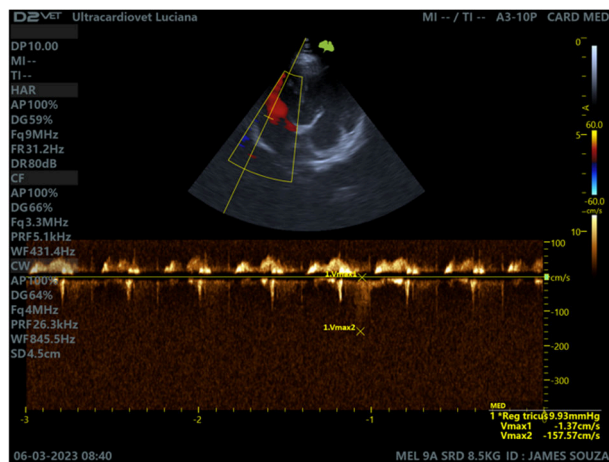 D2VET Ultracardiovet Luciana MI -- / TI -- A3-10P CARD MED
DP10.00
MI--
TI--
HAR
AP100%
DG59%
Fq9MHz
FR31.2Hz
DR80dB
CF
AP100%
DG66%
Fq3.3MHz
PRF5.1kHz
WF431.4Hz
CW
AP100%
DG64%
Fq4MHz
PRF26.3kHz
WF845.5Hz
SD4.5cm
0
A
5
10
60.0
60.0
-cm/s
100
cm/s
-100
-200
-300
1.Vmax1
1.Vmax2
-3
-2
-1
0
MED
1 *Reg tricus9.93mmHg
Vmax1 -1.37cm/s
Vmax2 -157.57cm/s
06-03-2023 08:40 MEL 9A SRD 8.5KG ID : JAMES SOUZA